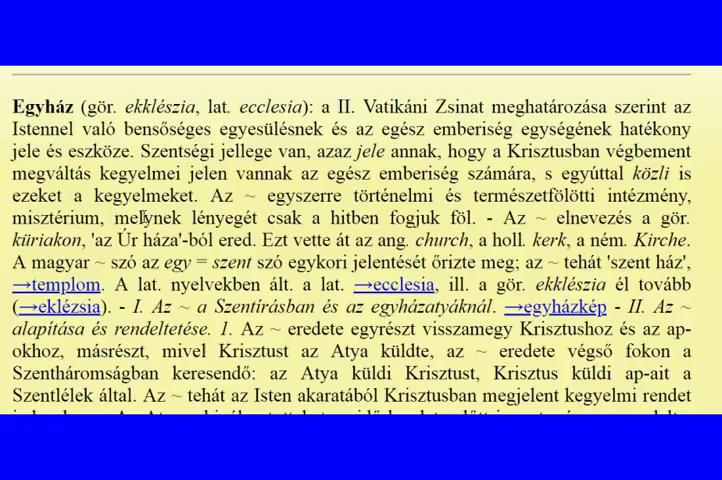 Egyház (gör. ekklészia, lat. ecclesia): a II. Vatikáni Zsinat meghatározása szerint az
Istennel való bensőséges egyesülésnek és az egész emberiség egységének hatékony
jele és eszköze. Szentségi jellege van, azaz jele annak, hogy a Krisztusban végbement
megváltás kegyelmei jelen vannak az egész emberiség számára, s egyúttal közli is
ezeket a kegyelmeket. Az ~ egyszerre történelmi és természetfölötti intézmény,
misztérium, melynek lényegét csak a hitben fogjuk föl. - Az ~ elnevezés a gör.
küriakon, 'az Úr háza'-ból ered. Ezt vette át az ang. church, a holl. kerk, a ném. Kirche.
A magyar ~ szó az egy = szent szó egykori jelentését őrizte meg; az ~ tehát 'szent ház',
→templom. A lat. nyelvekben ált. a lat. →ecclesia, ill. a gör. ekklészia él tovább
(→eklézsia). - I. Az ~ a Szentírásban és az egyházatyáknál. →egyházkép - II. Az ~
alapítása és rendeltetése. 1. Az ~ eredete egyrészt visszamegy Krisztushoz és az ap-
okhoz, másrészt, mivel Krisztust az Atya küldte, az ~ eredete végső fokon a
Szentháromságban keresendő: az Atya küldi Krisztust, Krisztus küldi ap-ait a
Szentlélek által. Az ~ tehát az Isten akaratából Krisztusban megjelent kegyelmi rendet